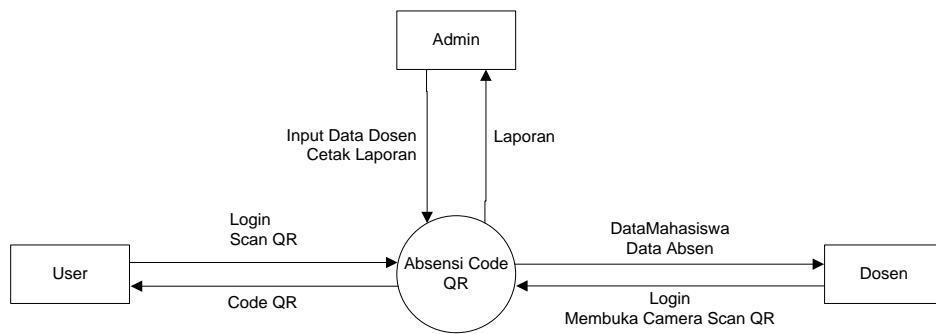 Admin
Input Data Dosen
Cetak Laporan
Laporan
Login
Scan QR
DataMahasiswa
Data Absen
User
Absensi Code
QR
Dosen
Code QR
Login
Membuka Camera Scan QR